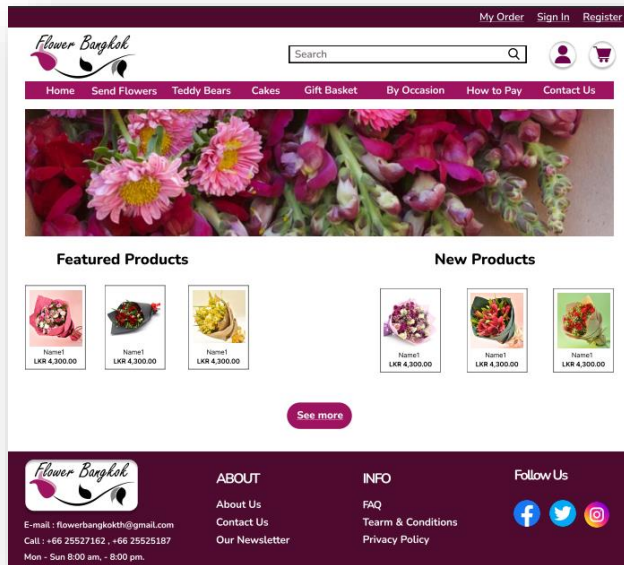 My Order Sign In Register
Flower Bangkok
Search
Home Send Flowers Teddy Bears Cakes Gift Basket By Occasion How to Pay Contact Us
Featured Products New Products
Name1 Name1 Name1 Name1 Name1 Name1
LKR 4,300.00 LKR 4,300.00 LKR 4,300.00 LKR 4,300.00 LKR 4,300.00 LKR 4,300.00
See more
Flower Bangkok
E-mail : flowerbangkokth@gmail.com
Call : +66 25527162 , +66 25525187
Mon - Sun 8:00 am, - 8:00 pm.
ABOUT
About Us
Contact Us
Our Newsletter
INFO
FAQ
Tearm & Conditions
Privacy Policy
Follow Us